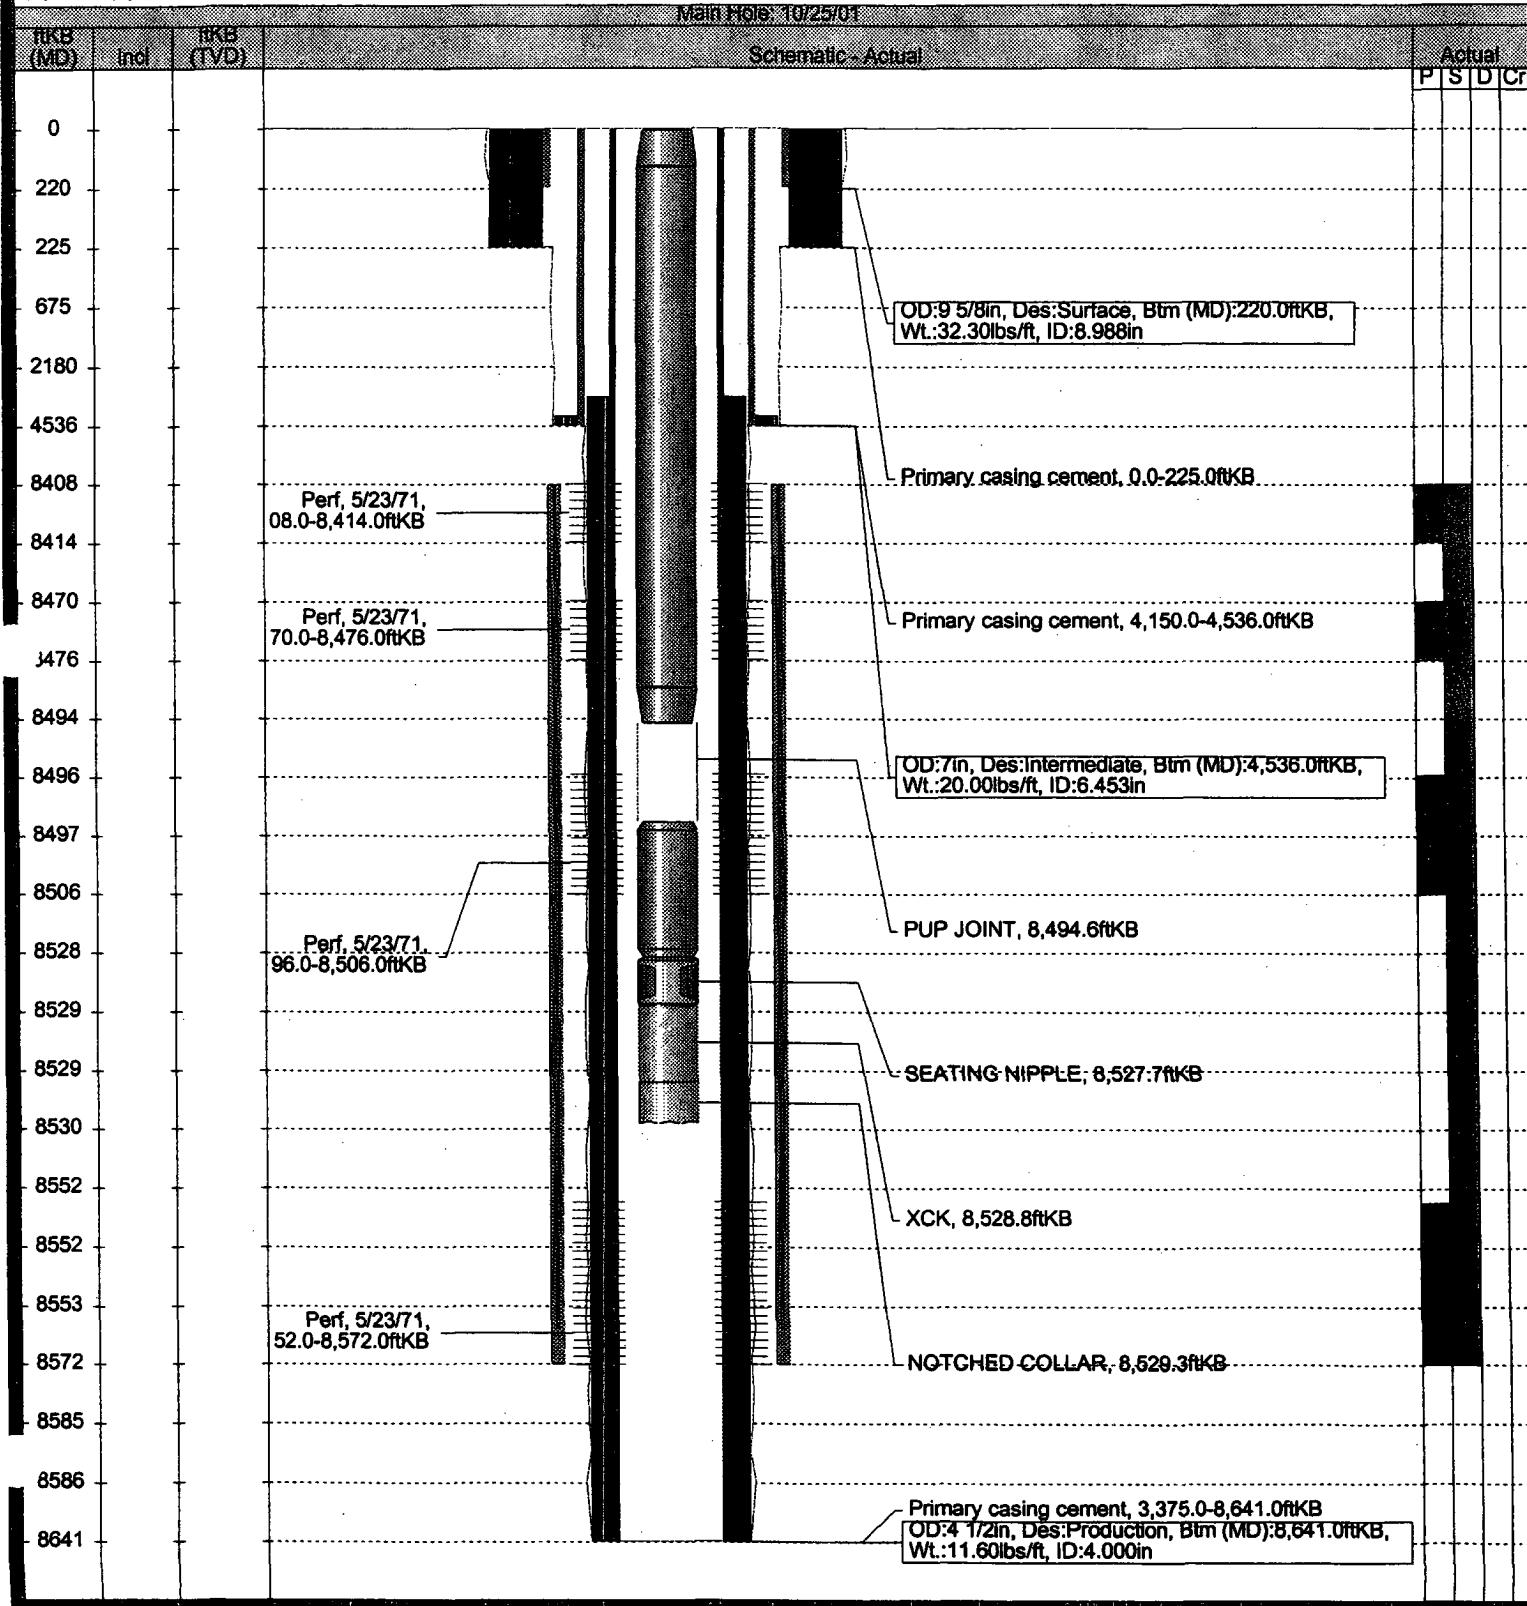 Main Hole: 10/25/01
ftKB
(MD)
Incl
ftKB
(TVD)
Schematic - Actual
Actual
P S D Cr
0
220
225
675
2180
4536
8408
8414
8470
3476
8494
8496
8497
8506
8528
8529
8529
8530
8552
8552
8553
8572
8585
8586
8641
Perf, 5/23/71,
08.0-8,414.0ftKB
Perf, 5/23/71,
70.0-8,476.0ftKB
Perf, 5/23/71,
96.0-8,506.0ftKB
Perf, 5/23/71,
52.0-8,572.0ftKB
OD:9 5/8in, Des:Surface, Btm (MD):220.0ftKB,
Wt.:32.30lbs/ft, ID:8.988in
Primary casing cement, 0.0-225.0ftKB
Primary casing cement, 4,150.0-4,536.0ftKB
OD:7in, Des:Intermediate, Btm (MD):4,536.0ftKB,
Wt.:20.00lbs/ft, ID:6.453in
PUP JOINT, 8,494.6ftKB
SEATING NIPPLE, 8,527.7ftKB
XCK, 8,528.8ftKB
NOTCHED COLLAR, 8,529.3ftKB
Primary casing cement, 3,375.0-8,641.0ftKB
OD:4 1/2in, Des:Production, Btm (MD):8,641.0ftKB,
Wt.:11.60lbs/ft, ID:4.000in